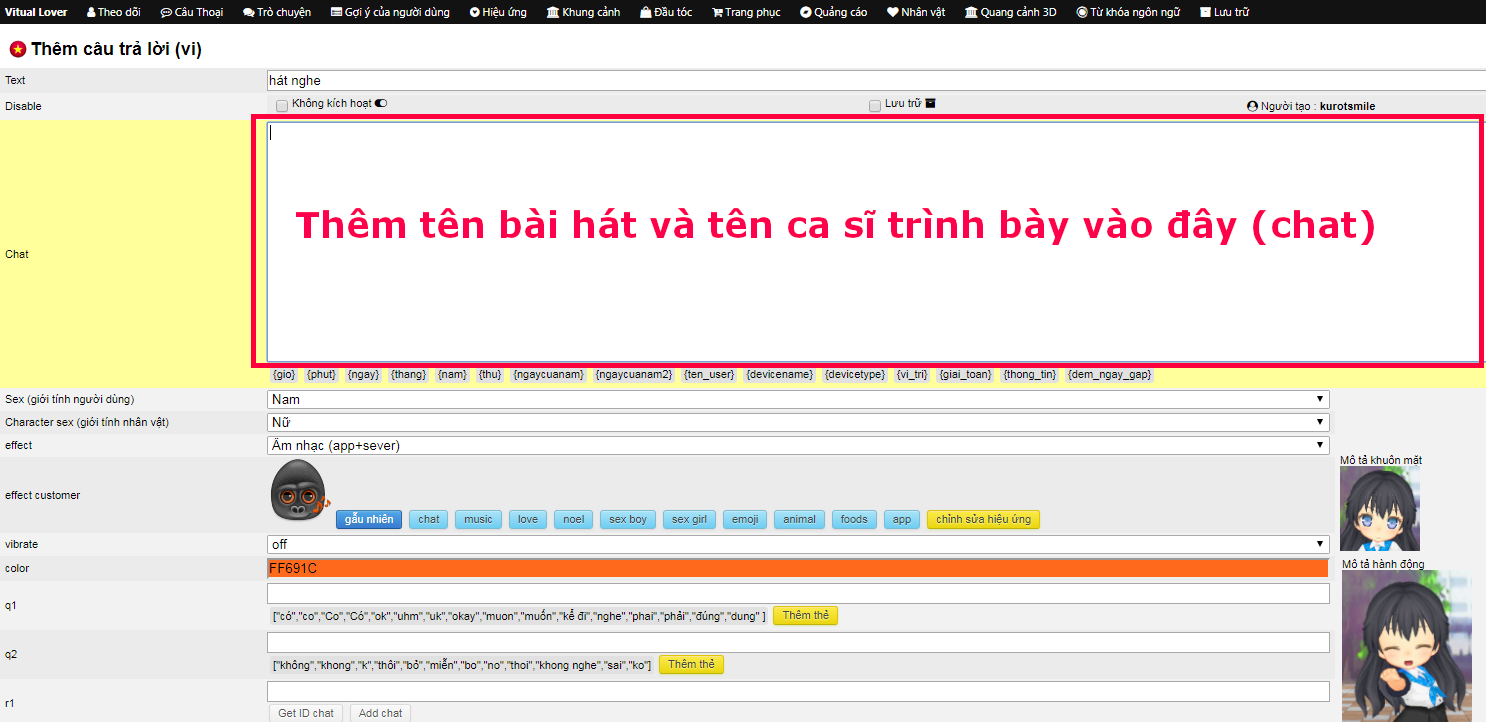 Vitual Lover Theo dõi Câu Thoại Trò chuyện Gợi ý của người dùng Hiệu ứng Khung cảnh Đầu tóc Trang phục Quảng cáo Nhân vật Quang cảnh 3D Từ khóa ngôn ngữ Lưu trữ
Thêm câu trả lời (vi)
Text hát nghe
Disable Không kích hoạt Lưu trữ Người tạo : kurotsmile
Thêm tên bài hát và tên ca sĩ trình bày vào đây (chat)
Chat
{gio} {phut} {ngay} {thang} {nam} {thu} {ngaycuanam} {ngaycuanam2} {ten_user} {devicename} {devicetype} {vi_tri} {giai_toan} {thong_tin} {dem_ngay_gap}
Sex (giới tính người dùng) Nam
Character sex (giới tính nhân vật) Nữ
effect Âm nhạc (app+sever)
Mô tả khuôn mặt
effect customer
gẫu nhiên chat music love noel sex boy sex girl emoji animal foods app chỉnh sửa hiệu ứng
vibrate off
Mô tả hành động
color FF691C
q1
["có","co","Co","Có","ok","uhm","uk","okay","muon","muốn","kể đi","nghe","phai","phải","đúng","dung" ] Thêm thẻ
q2
["không","khong","k","thôi","bỏ","miễn","bo","no","thoi","khong nghe","sai","ko"] Thêm thẻ
r1
Get ID chat Add chat